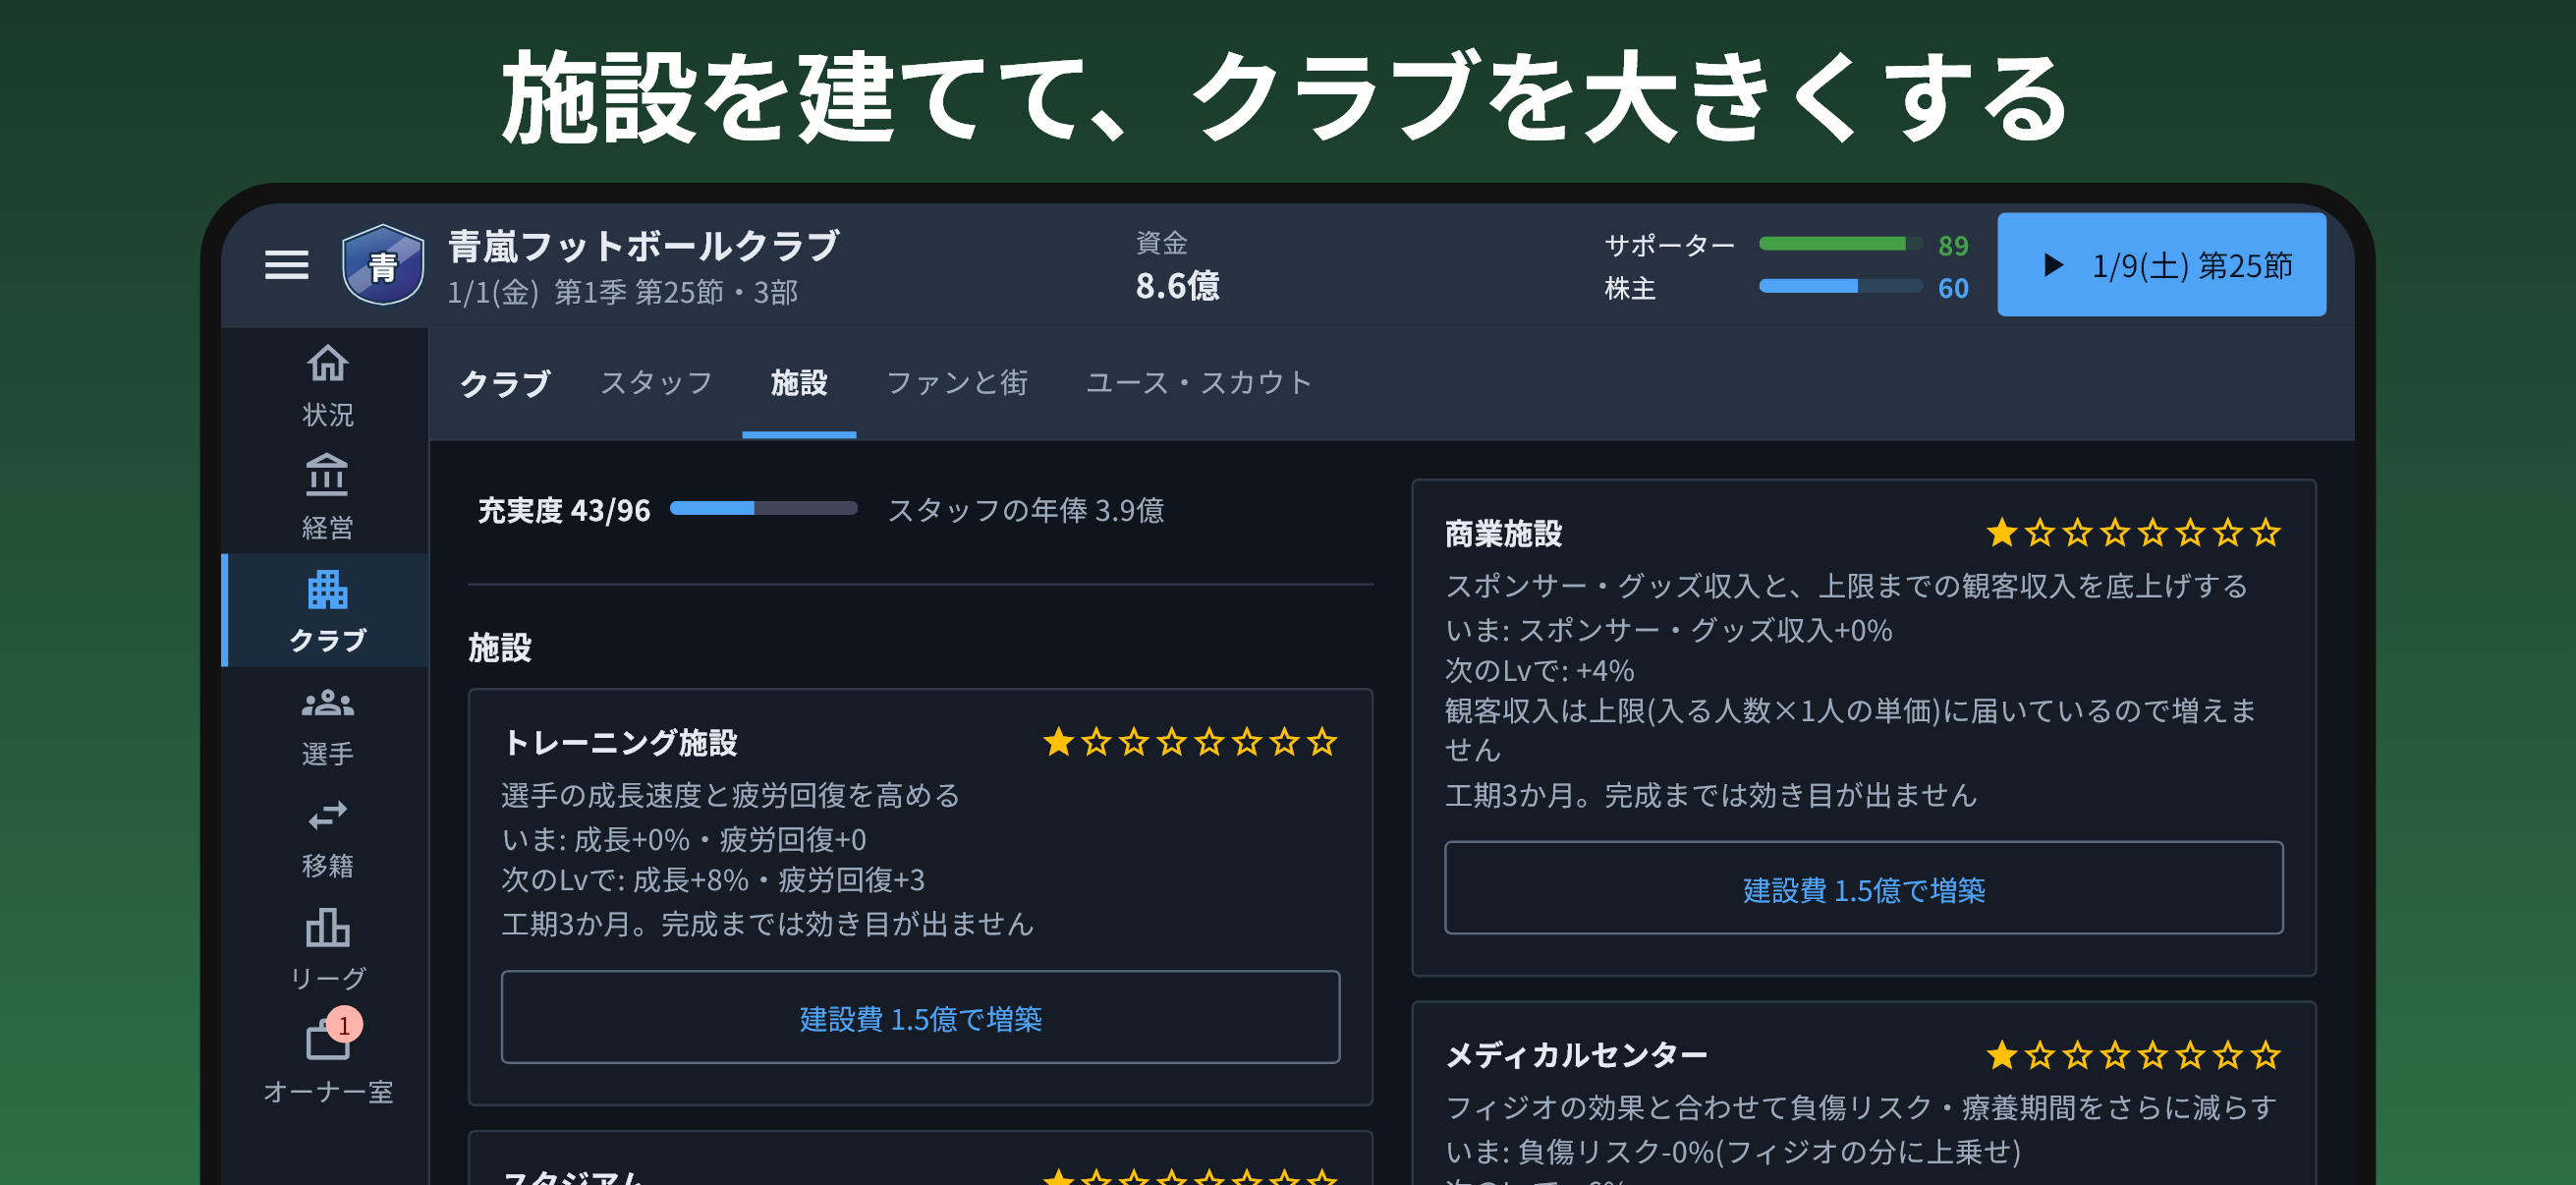 施設を建てて、クラブを大きくする
青
青嵐フットボールクラブ
1/1(金) 第1季 第25節・3部
資金
8.6億
サポーター 89
株主 60
1/9(土) 第25節
状況
経営
クラブ
選手
移籍
リーグ
1
オーナー室
クラブ スタッフ 施設 ファンと街 ユース・スカウト
充実度 43/96 スタッフの年俸 3.9億
施設
トレーニング施設 ★☆☆☆☆☆☆☆
選手の成長速度と疲労回復を高める
いま: 成長+0%・疲労回復+0
次のLvで: 成長+8%・疲労回復+3
工期3か月。完成までは効き目が出ません
建設費 1.5億で増築
スタジアム ★☆☆☆☆☆☆☆
商業施設 ★☆☆☆☆☆☆☆
スポンサー・グッズ収入と、上限までの観客収入を底上げする
いま: スポンサー・グッズ収入+0%
次のLvで: +4%
観客収入は上限(入る人数×1人の単価)に届いているので増えま
せん
工期3か月。完成までは効き目が出ません
建設費 1.5億で増築
メディカルセンター ★☆☆☆☆☆☆☆
フィジオの効果と合わせて負傷リスク・療養期間をさらに減らす
いま: 負傷リスク-0%(フィジオの分に上乗せ)